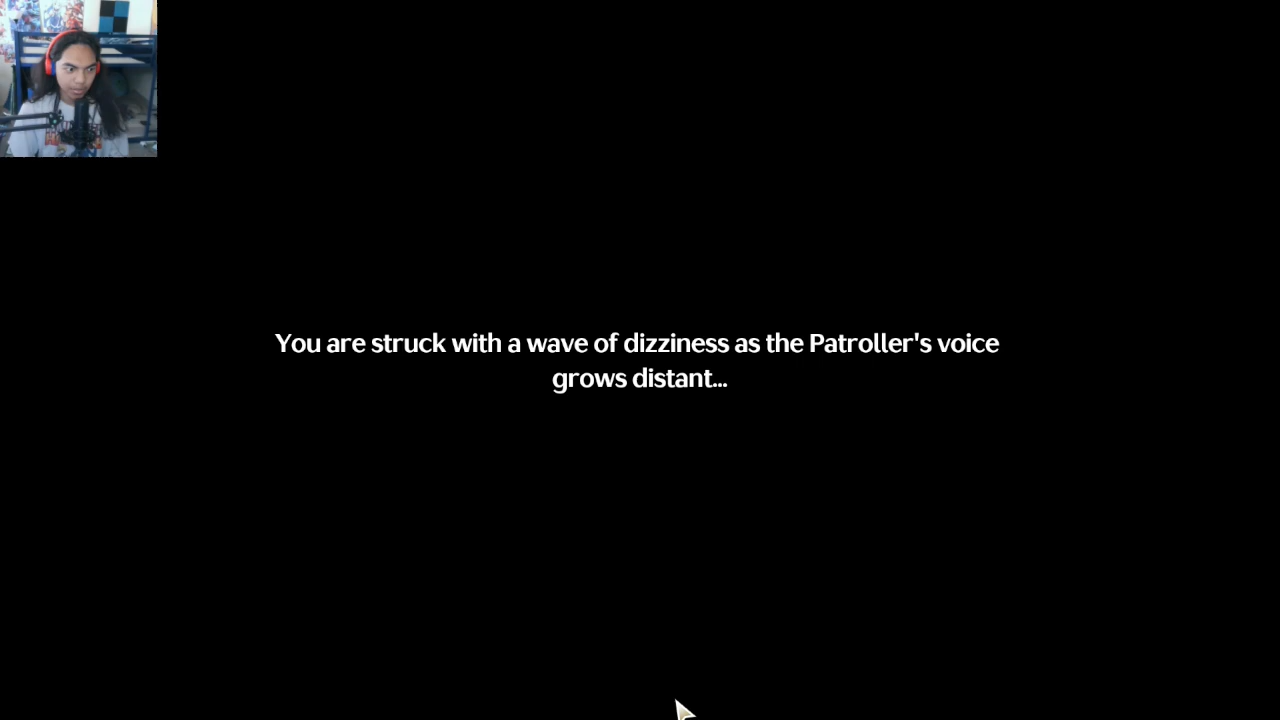 You are struck with a wave of dizziness as the Patroller's voice
grows distant...